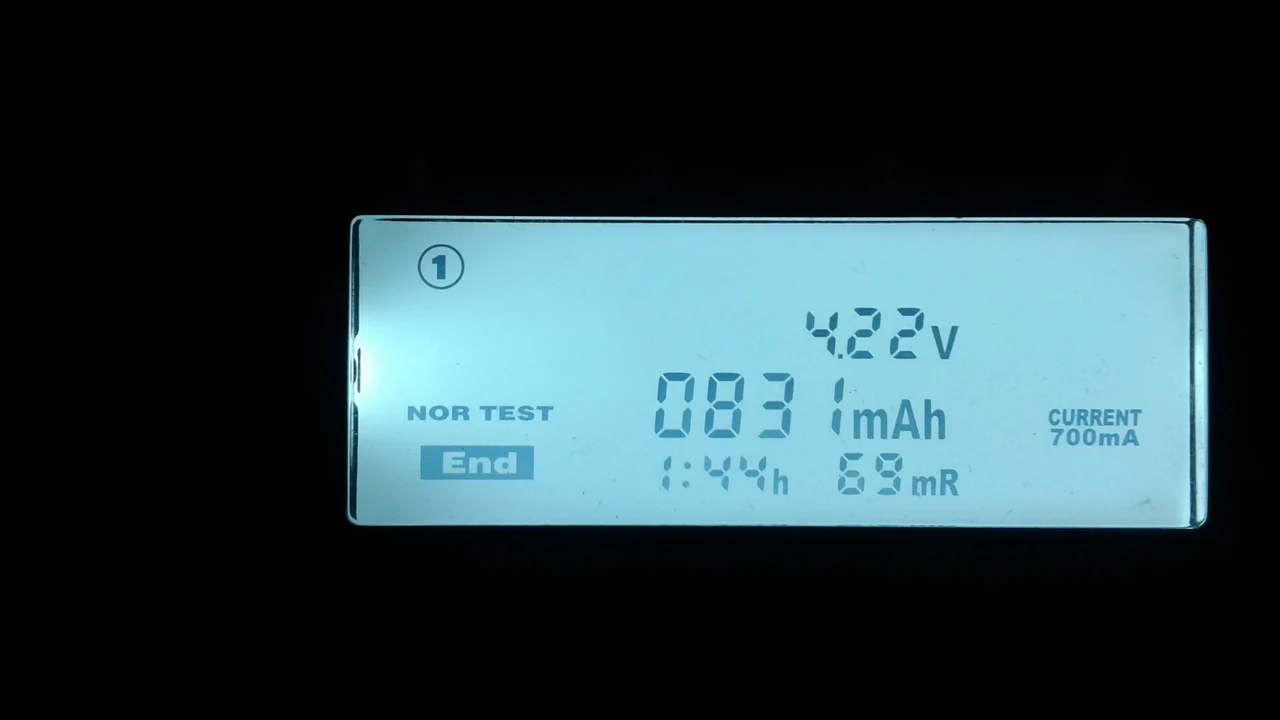 1
4.22V
0831mAh
NOR TEST
CURRENT
700mA
End
1:44h 69mR